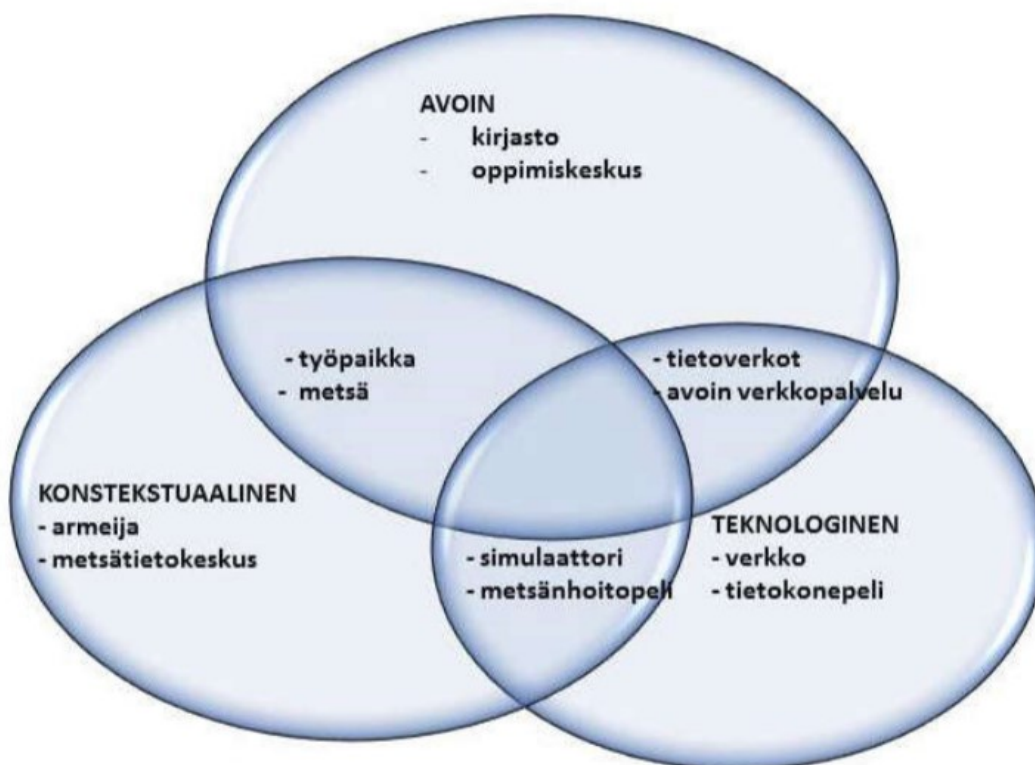 AVOIN
- kirjasto
- oppimiskeskus
- työpaikka
- metsä
- tietoverkot
- avoin verkkopalvelu
KONSTEKSTUAALINEN
- armeija
- metsätietokeskus
- simulaattori
- metsänhoitopeli
TEKNOLOGINEN
- verkko
- tietokonepeli